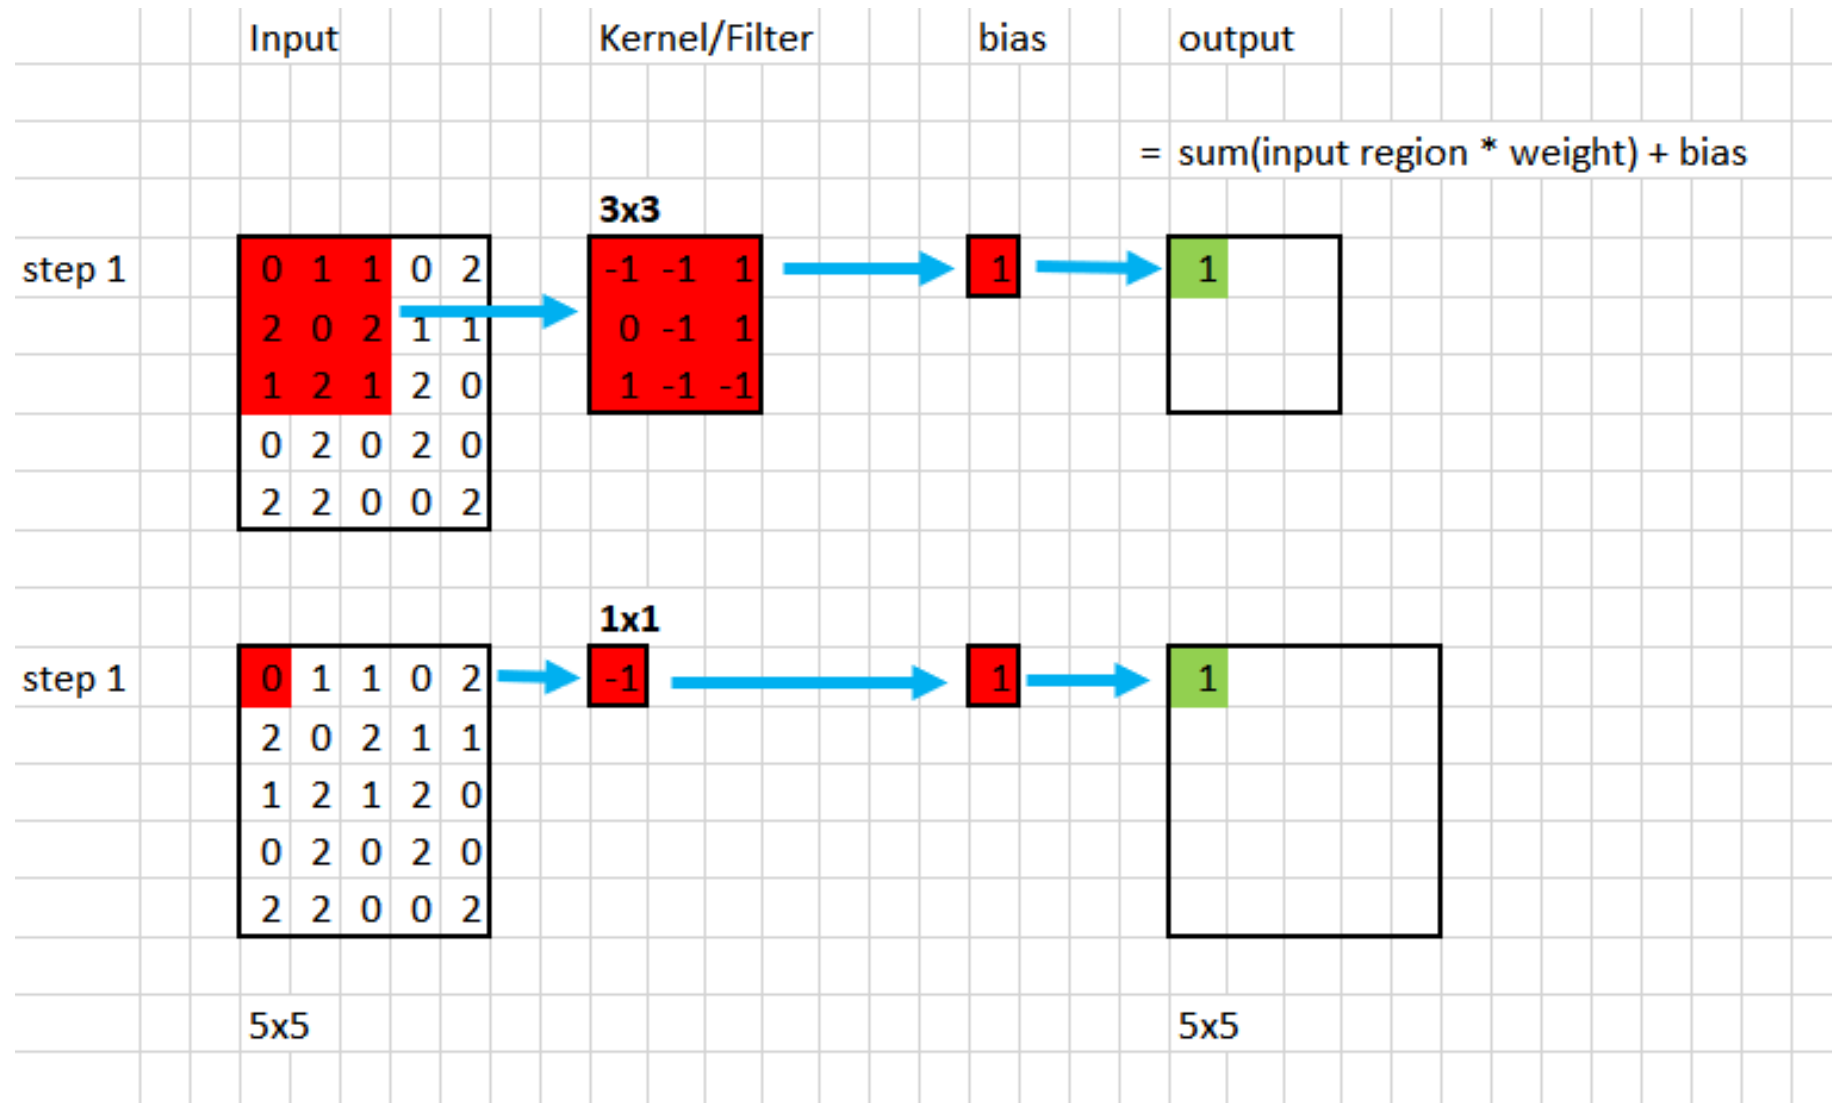 Input Kernel/Filter bias output
= sum(input region * weight) + bias
3x3
step 1 0 1 1 0 2 -1 -1 1 1 1
2 0 2 1 1 0 -1 1
1 2 1 2 0 1 -1 -1
0 2 0 2 0
2 2 0 0 2
1x1
step 1 0 1 1 0 2 -1 1 1
2 0 2 1 1
1 2 1 2 0
0 2 0 2 0
2 2 0 0 2
5x5 5x5